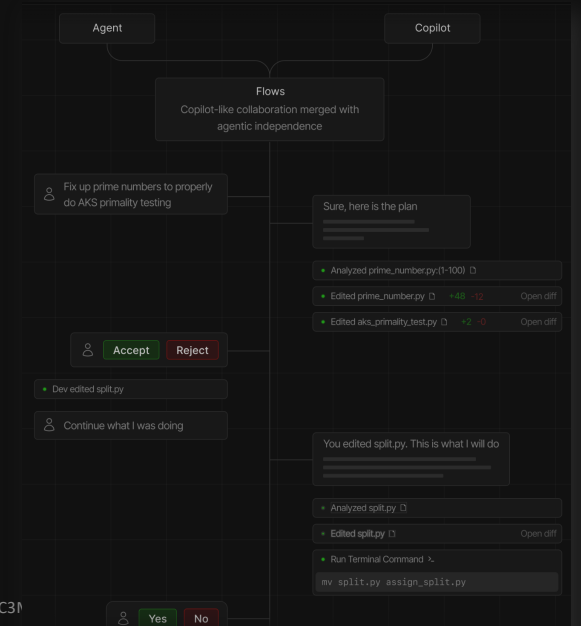 Agent
Copilot
Flows
Copilot-like collaboration merged with
agentic independence
Fix up prime numbers to properly
do AKS primality testing
Sure, here is the plan
Analyzed prime_number.py:(1-100)
Edited prime_number.py +48 -12 Open diff
Edited aks_primality_test.py +2 -0 Open diff
Accept Reject
Dev edited split.py
Continue what I was doing
You edited split.py. This is what I will do
Analyzed split.py
Edited split.py Open diff
Run Terminal Command
mv split.py assign_split.py
Yes No